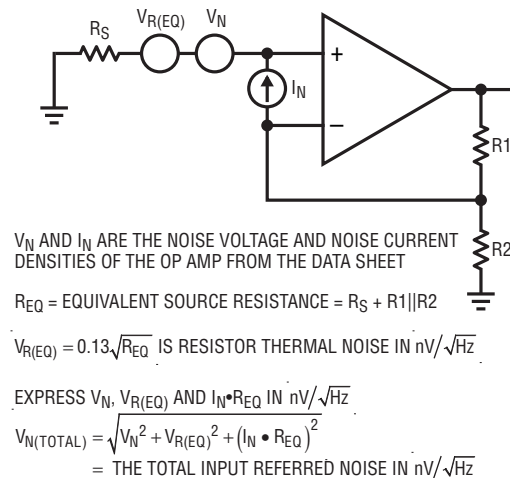 R_S
V_R(EQ)
V_N
+
I_N
−
R1
R2
V_N AND I_N ARE THE NOISE VOLTAGE AND NOISE CURRENT
DENSITIES OF THE OP AMP FROM THE DATA SHEET
R_EQ = EQUIVALENT SOURCE RESISTANCE = R_S + R1||R2
V_R(EQ) = 0.13√R_EQ IS RESISTOR THERMAL NOISE IN nV/√Hz
EXPRESS V_N, V_R(EQ) AND I_N•R_EQ IN nV/√Hz
V_N(TOTAL) = √(V_N² + V_R(EQ)² + (I_N • R_EQ)²)
= THE TOTAL INPUT REFERRED NOISE IN nV/√Hz